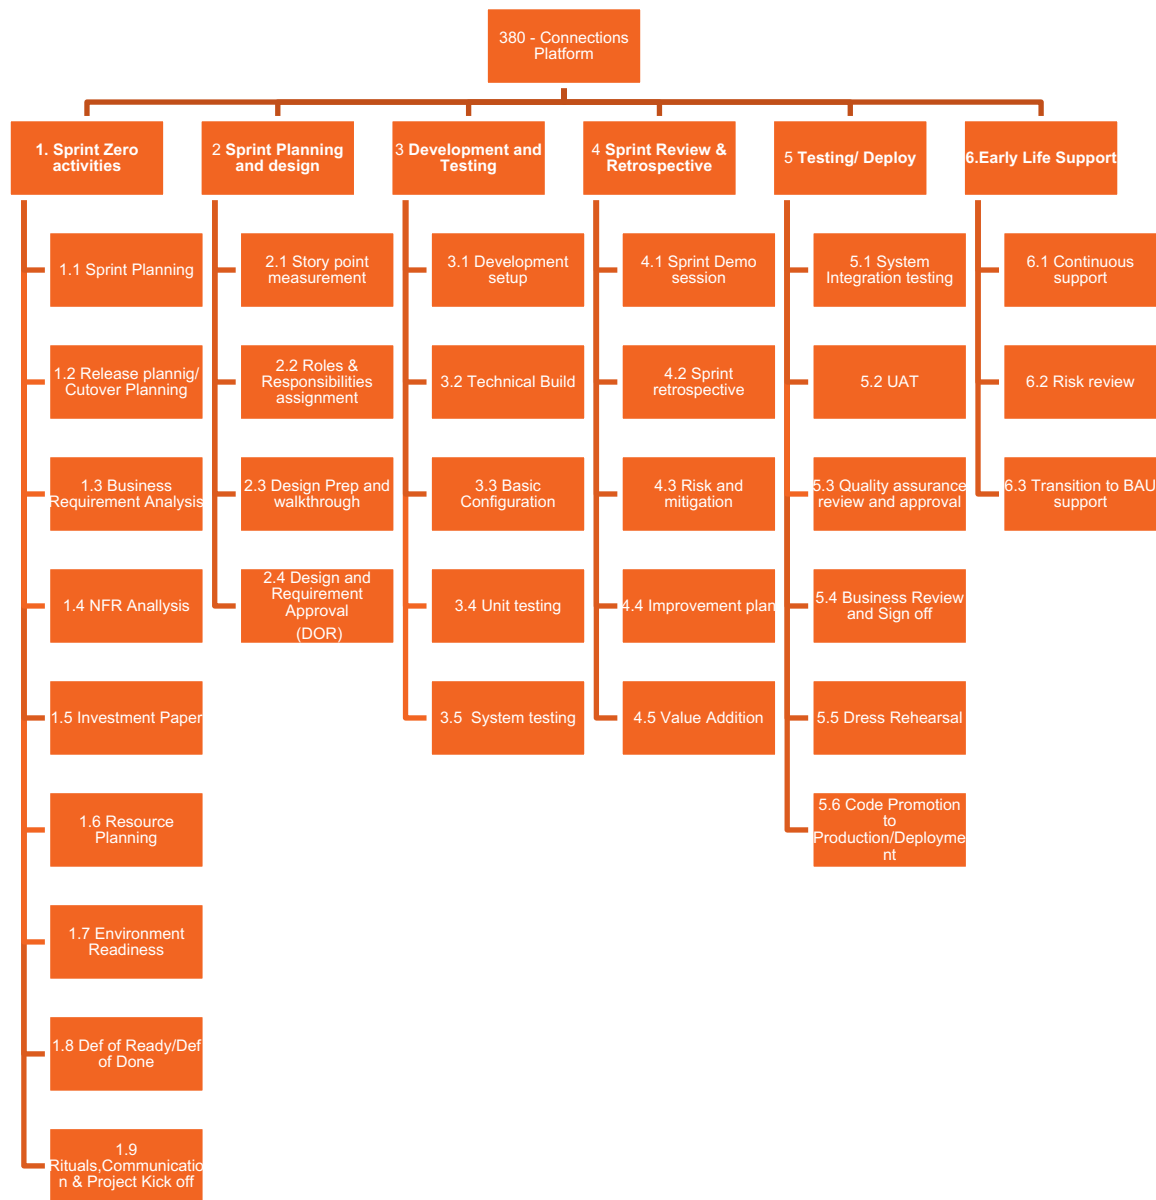 380 - Connections
Platform
1. Sprint Zero
activities
2 Sprint Planning
and design
3 Development and
Testing
4 Sprint Review &
Retrospective
5 Testing/ Deploy
6.Early Life Support
1.1 Sprint Planning
1.2 Release plannig/
Cutover Planning
1.3 Business
Requirement Analysis
1.4 NFR Anallysis
1.5 Investment Paper
1.6 Resource
Planning
1.7 Environment
Readiness
1.8 Def of Ready/Def
of Done
1.9
Rituals,Communicatio
n & Project Kick off
2.1 Story point
measurement
2.2 Roles &
Responsibilities
assignment
2.3 Design Prep and
walkthrough
2.4 Design and
Requirement
Approval
(DOR)
3.1 Development
setup
3.2 Technical Build
3.3 Basic
Configuration
3.4 Unit testing
3.5 System testing
4.1 Sprint Demo
session
4.2 Sprint
retrospective
4.3 Risk and
mitigation
4.4 Improvement plan
4.5 Value Addition
5.1 System
Integration testing
5.2 UAT
5.3 Quality assurance
review and approval
5.4 Business Review
and Sign off
5.5 Dress Rehearsal
5.6 Code Promotion
to
Production/Deployme
nt
6.1 Continuous
support
6.2 Risk review
6.3 Transition to BAU
support